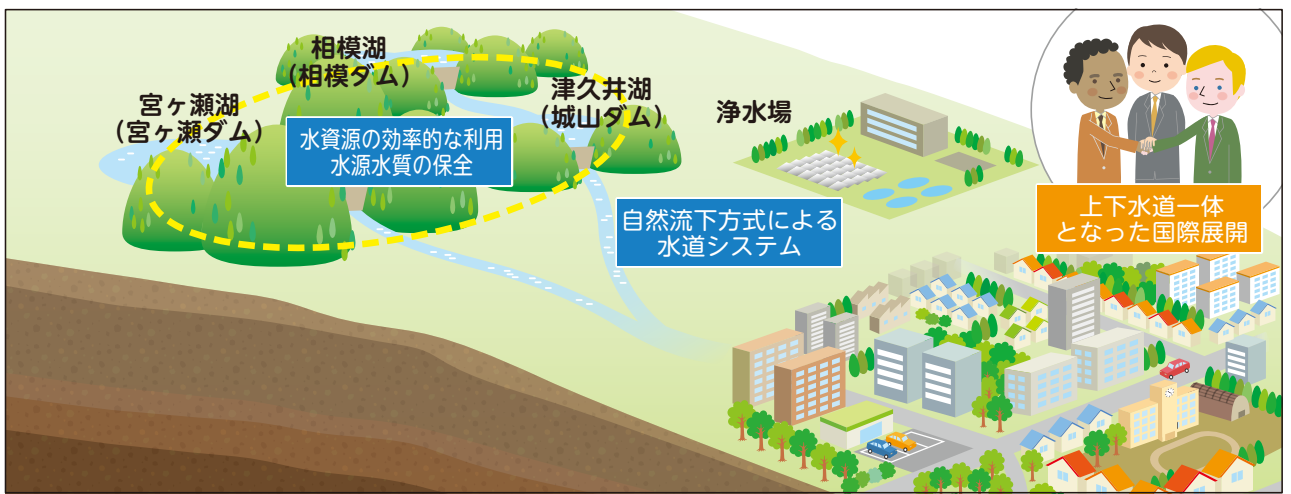 相模湖
（相模ダム）
宮ヶ瀬湖
（宮ヶ瀬ダム）
津久井湖
（城山ダム）
浄水場
水資源の効率的な利用
水源水質の保全
自然流下方式による
水道システム
上下水道一体
となった国際展開